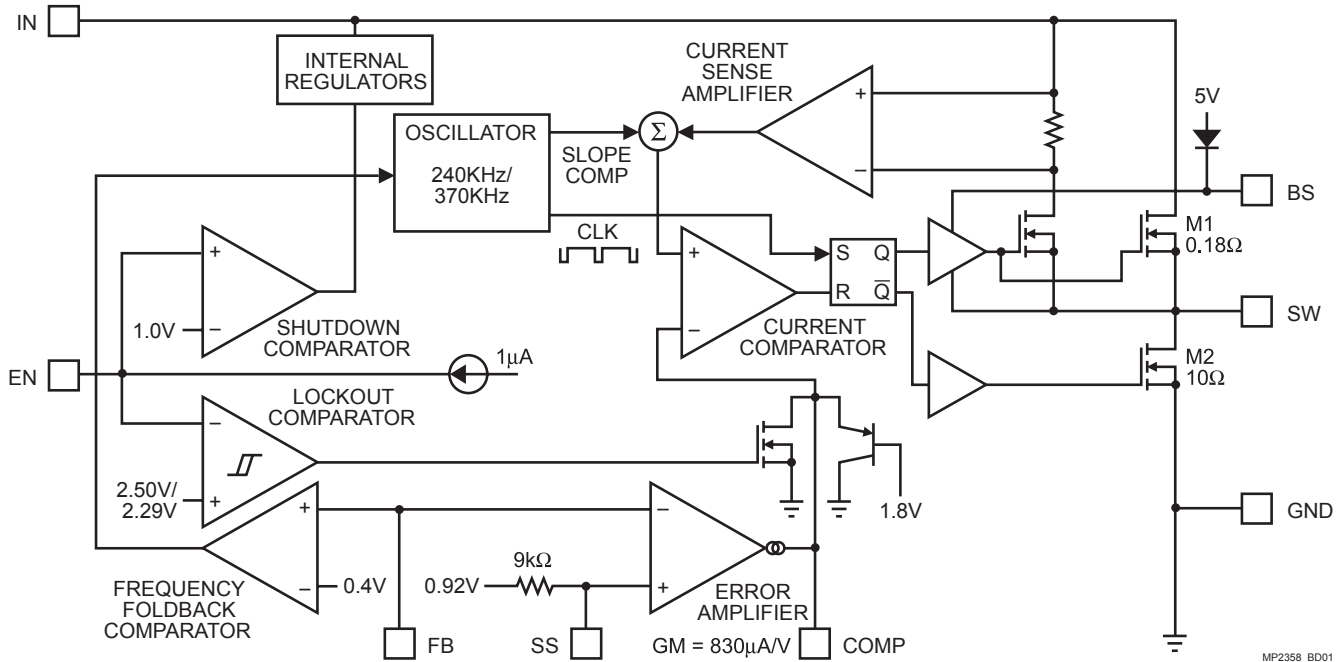 IN
INTERNAL
REGULATORS
CURRENT
SENSE
AMPLIFIER
+
–
5V
OSCILLATOR
240KHz/
370KHz
Σ
SLOPE
COMP
CLK
BS
M1
0.18Ω
+
–
1.0V
SHUTDOWN
COMPARATOR
+
–
CURRENT
COMPARATOR
S Q
R Q̅
SW
EN
1μA
M2
10Ω
LOCKOUT
COMPARATOR
–
+
2.50V/
2.29V
1.8V
GND
+
–
0.4V
FREQUENCY
FOLDBACK
COMPARATOR
FB
0.92V
9kΩ
SS
–
+
ERROR
AMPLIFIER
GM = 830μA/V
COMP
MP2358_BD01